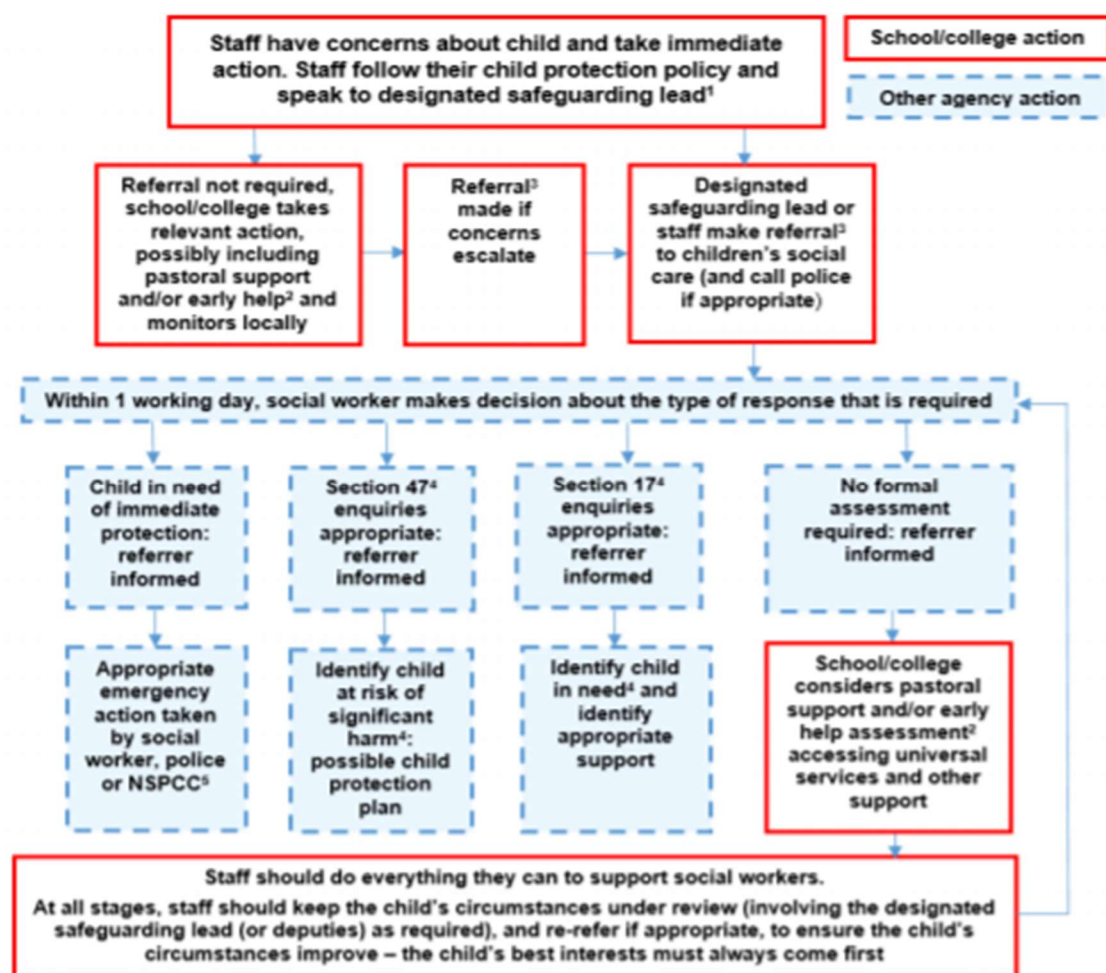 Staff have concerns about child and take immediate
action. Staff follow their child protection policy and
speak to designated safeguarding lead¹
School/college action
Other agency action
Referral not required,
school/college takes
relevant action,
possibly including
pastoral support
and/or early help² and
monitors locally
Referral³
made if
concerns
escalate
Designated
safeguarding lead or
staff make referral³
to children's social
care (and call police
if appropriate)
Within 1 working day, social worker makes decision about the type of response that is required
Child in need
of immediate
protection:
referrer
informed
Section 47⁴
enquiries
appropriate:
referrer
informed
Section 17⁴
enquiries
appropriate:
referrer
informed
No formal
assessment
required: referrer
informed
Appropriate
emergency
action taken
by social
worker, police
or NSPCC⁵
Identify child
at risk of
significant
harm⁴:
possible child
protection
plan
Identify child
in need⁴ and
identify
appropriate
support
School/college
considers pastoral
support and/or early
help assessment²
accessing universal
services and other
support
Staff should do everything they can to support social workers.
At all stages, staff should keep the child's circumstances under review (involving the designated
safeguarding lead (or deputies) as required), and re-refer if appropriate, to ensure the child's
circumstances improve – the child's best interests must always come first